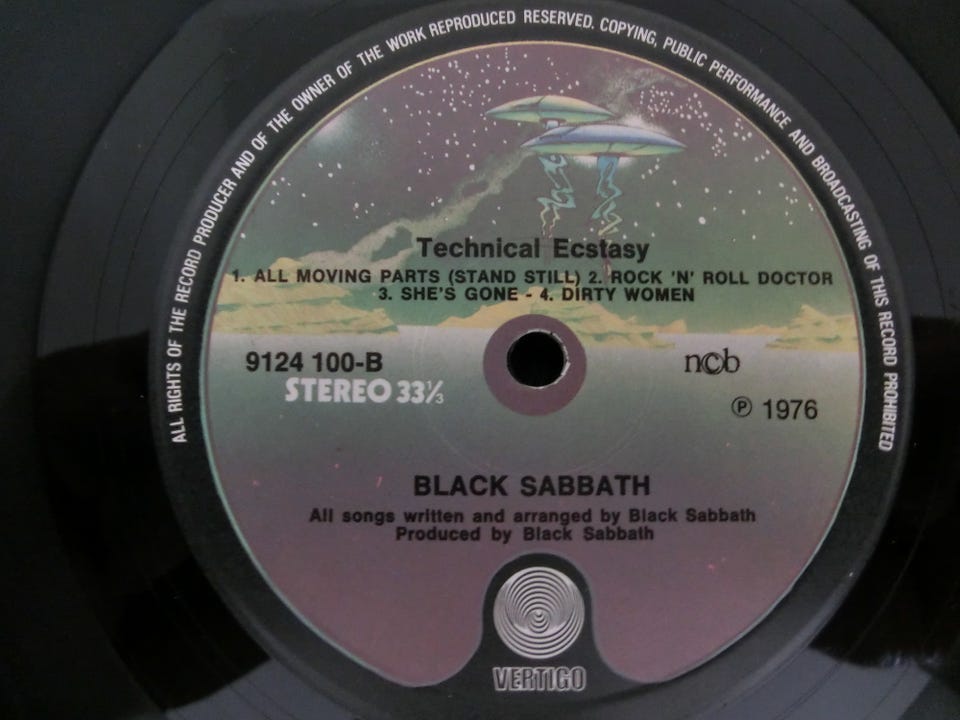 ALL RIGHTS OF THE RECORD PRODUCER AND OF THE OWNER OF THE WORK REPRODUCED RESERVED. COPYING, PUBLIC PERFORMANCE AND BROADCASTING OF THIS RECORD PROHIBITED
Technical Ecstasy
1. ALL MOVING PARTS (STAND STILL) 2. ROCK 'N' ROLL DOCTOR
3. SHE'S GONE - 4. DIRTY WOMEN
9124 100-B
ncb
STEREO 33⅓
℗ 1976
BLACK SABBATH
All songs written and arranged by Black Sabbath
Produced by Black Sabbath
VERTIGO